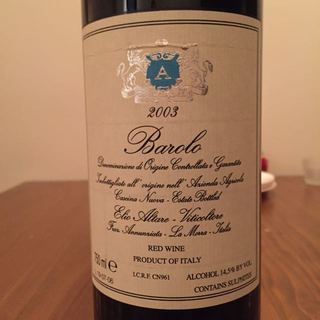 A
2003
Barolo
Denominazione di Origine Controllata e Garantita
Imbottigliato all'origine nell' Azienda Agricola
Cascina Nuova - Estate Bottled
Elio Altare - Viticoltore
Fraz. Annunziata - La Morra - Italia
RED WINE
750 ml e PRODUCT OF ITALY
I.C.R.F. CN961 ALCOHOL 14,5% BY VOL.
CONTAINS SULPHITES